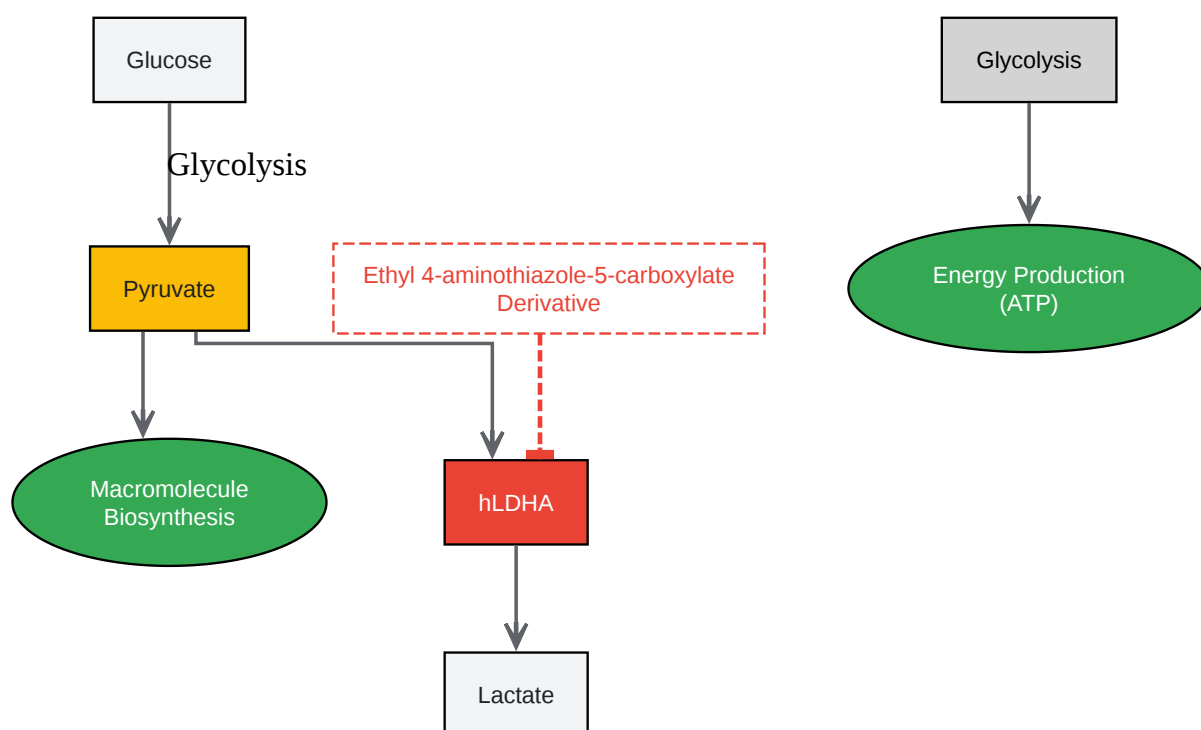 Glucose
Glycolysis
Glycolysis
Pyruvate
Ethyl 4-aminothiazole-5-carboxylate
Derivative
Energy Production
(ATP)
Macromolecule
Biosynthesis
hLDHA
Lactate